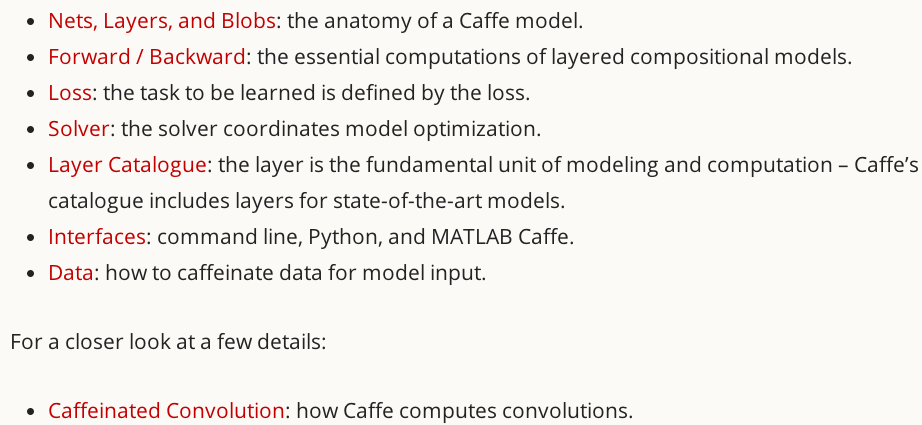 • Nets, Layers, and Blobs: the anatomy of a Caffe model.
• Forward / Backward: the essential computations of layered compositional models.
• Loss: the task to be learned is defined by the loss.
• Solver: the solver coordinates model optimization.
• Layer Catalogue: the layer is the fundamental unit of modeling and computation – Caffe’s
catalogue includes layers for state-of-the-art models.
• Interfaces: command line, Python, and MATLAB Caffe.
• Data: how to caffeinate data for model input.
For a closer look at a few details:
• Caffeinated Convolution: how Caffe computes convolutions.